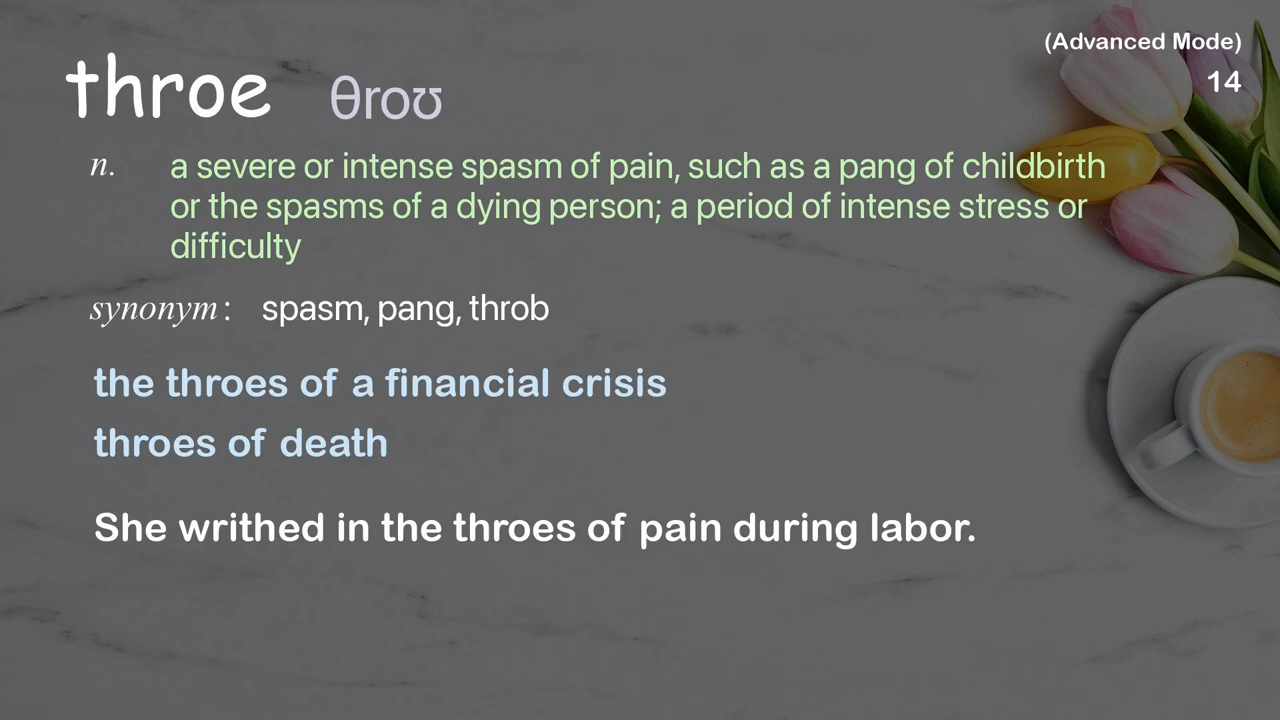 (Advanced Mode)
14
throe θroʊ
n. a severe or intense spasm of pain, such as a pang of childbirth
or the spasms of a dying person; a period of intense stress or
difficulty
synonym: spasm, pang, throb
the throes of a financial crisis
throes of death
She writhed in the throes of pain during labor.